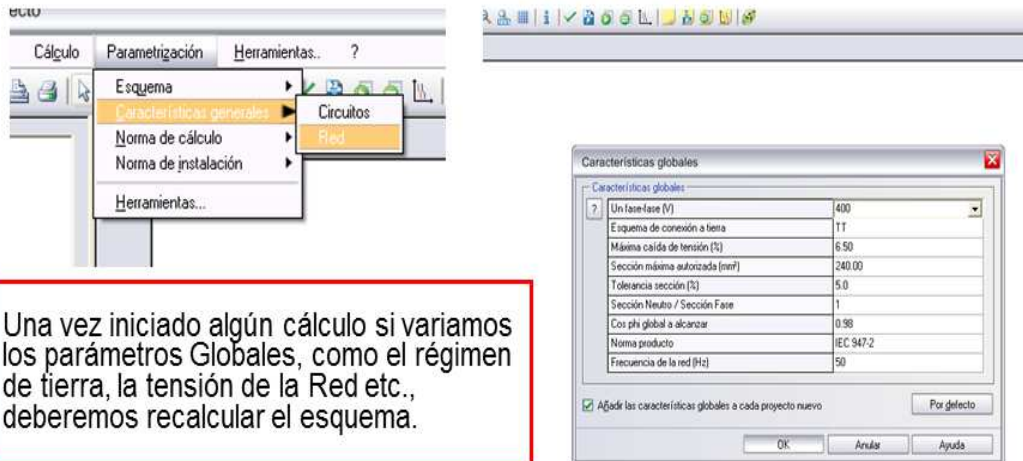 Cálculo Parametrización Herramientas.. ?
Esquema
Características generales
Norma de cálculo
Norma de instalación
Herramientas...
Circuitos
Red
Una vez iniciado algún cálculo si variamos
los parámetros Globales, como el régimen
de tierra, la tensión de la Red etc.,
deberemos recalcular el esquema.
Características globales
Características globales
? Un fase-fase (V) 400
Esquema de conexión a tierra TT
Máxima caída de tensión (%) 6.50
Sección máxima autorizada (mm²) 240.00
Tolerancia sección (%) 5.0
Sección Neutro / Sección Fase 1
Cos phi global a alcanzar 0.98
Norma producto IEC 947-2
Frecuencia de la red (Hz) 50
Añadir las características globales a cada proyecto nuevo Por defecto
OK Anular Ayuda